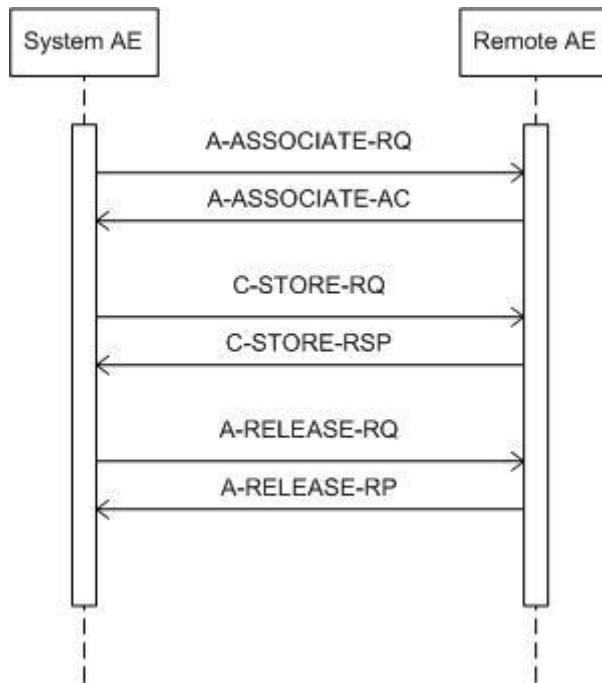 System AE
Remote AE
A-ASSOCIATE-RQ
A-ASSOCIATE-AC
C-STORE-RQ
C-STORE-RSP
A-RELEASE-RQ
A-RELEASE-RP